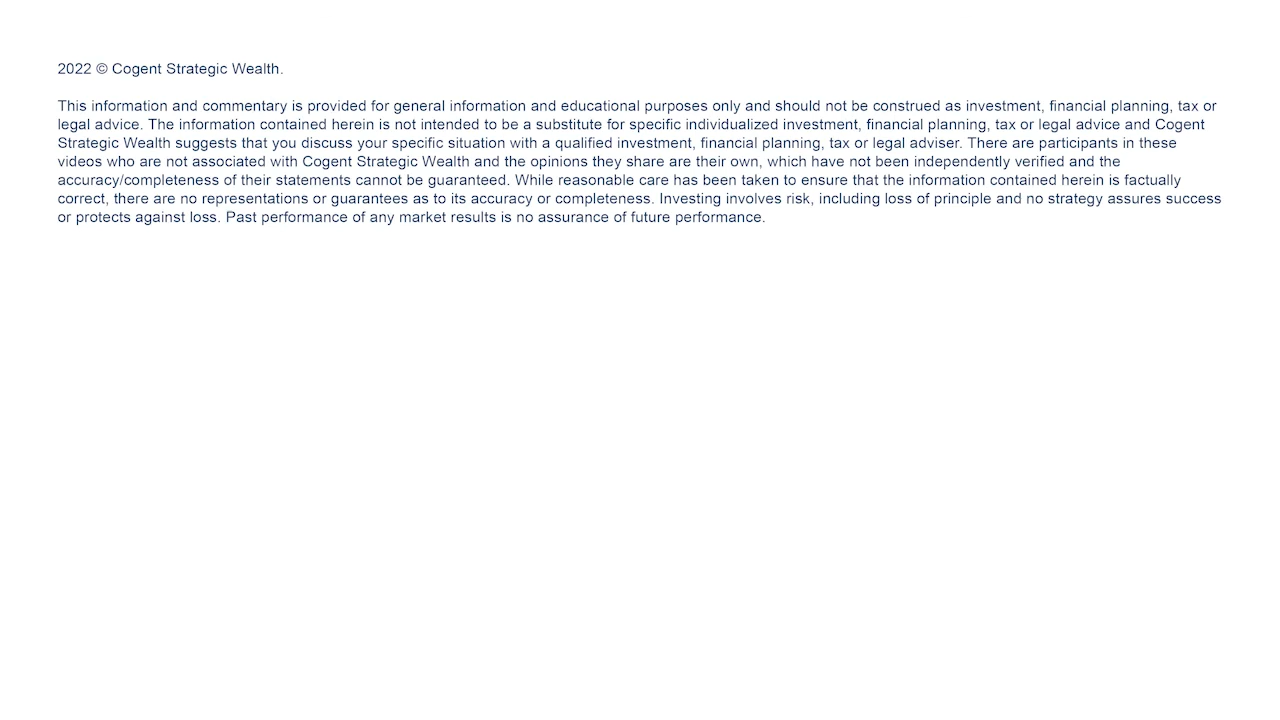 2022 © Cogent Strategic Wealth.
This information and commentary is provided for general information and educational purposes only and should not be construed as investment, financial planning, tax or
legal advice. The information contained herein is not intended to be a substitute for specific individualized investment, financial planning, tax or legal advice and Cogent
Strategic Wealth suggests that you discuss your specific situation with a qualified investment, financial planning, tax or legal adviser. There are participants in these
videos who are not associated with Cogent Strategic Wealth and the opinions they share are their own, which have not been independently verified and the
accuracy/completeness of their statements cannot be guaranteed. While reasonable care has been taken to ensure that the information contained herein is factually
correct, there are no representations or guarantees as to its accuracy or completeness. Investing involves risk, including loss of principle and no strategy assures success
or protects against loss. Past performance of any market results is no assurance of future performance.